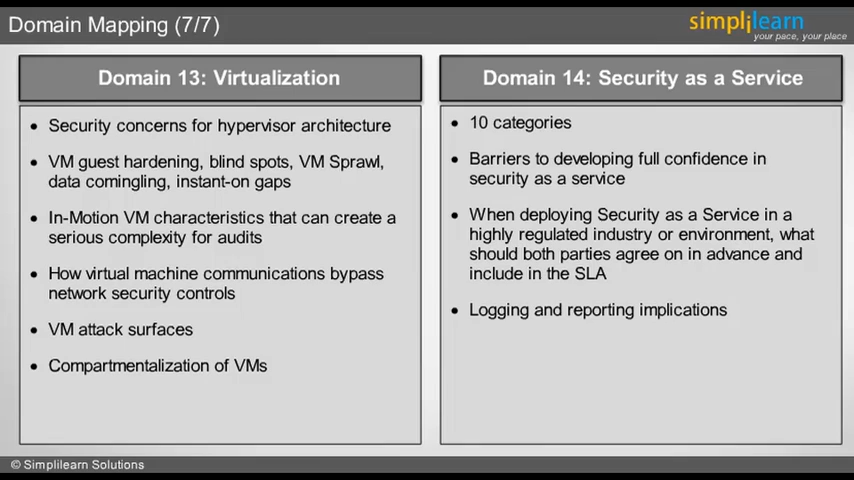 Domain Mapping (7/7)
simplilearn
your pace, your place
Domain 13: Virtualization
• Security concerns for hypervisor architecture
• VM guest hardening, blind spots, VM Sprawl,
data comingling, instant-on gaps
• In-Motion VM characteristics that can create a
serious complexity for audits
• How virtual machine communications bypass
network security controls
• VM attack surfaces
• Compartmentalization of VMs
Domain 14: Security as a Service
• 10 categories
• Barriers to developing full confidence in
security as a service
• When deploying Security as a Service in a
highly regulated industry or environment, what
should both parties agree on in advance and
include in the SLA
• Logging and reporting implications
© Simplilearn Solutions